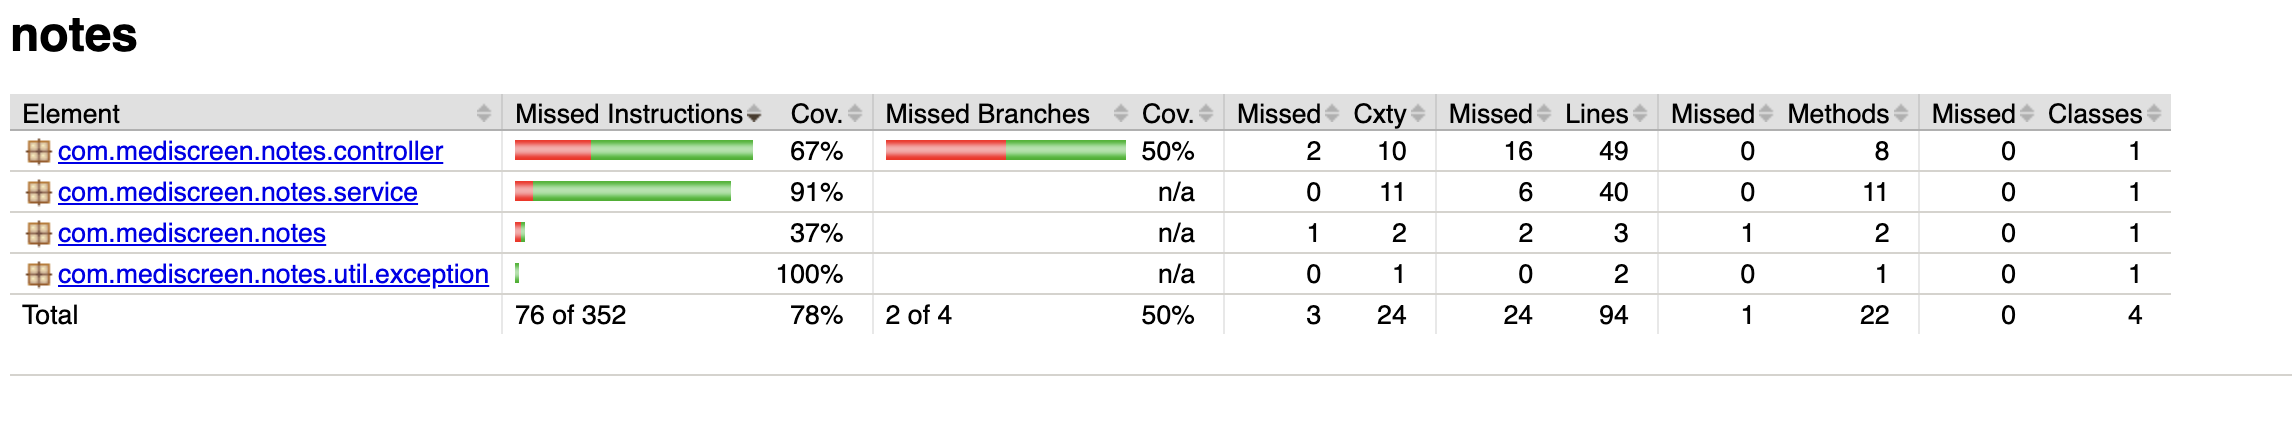 notes
Element Missed Instructions Cov. Missed Branches Cov. Missed Cxty Missed Lines Missed Methods Missed Classes
com.mediscreen.notes.controller 67% 50% 2 10 16 49 0 8 0 1
com.mediscreen.notes.service 91% n/a 0 11 6 40 0 11 0 1
com.mediscreen.notes 37% n/a 1 2 2 3 1 2 0 1
com.mediscreen.notes.util.exception 100% n/a 0 1 0 2 0 1 0 1
Total 76 of 352 78% 2 of 4 50% 3 24 24 94 1 22 0 4